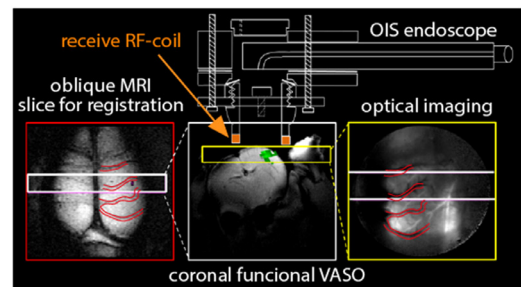 receive RF-coil
OIS endoscope
oblique MRI
slice for registration
optical imaging
coronal funcional VASO